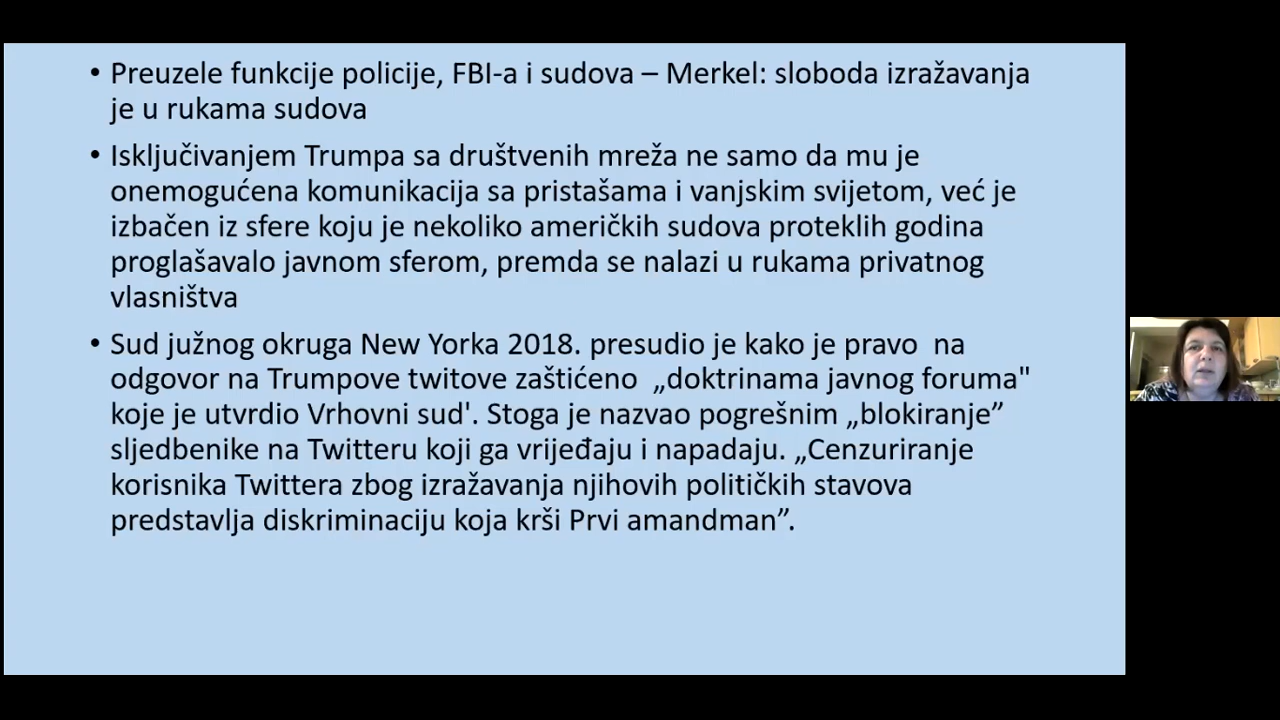 • Preuzele funkcije policije, FBI-a i sudova – Merkel: sloboda izražavanja
je u rukama sudova
• Isključivanjem Trumpa sa društvenih mreža ne samo da mu je
onemogućena komunikacija sa pristašama i vanjskim svijetom, već je
izbačen iz sfere koju je nekoliko američkih sudova proteklih godina
proglašavalo javnom sferom, premda se nalazi u rukama privatnog
vlasništva
• Sud južnog okruga New Yorka 2018. presudio je kako je pravo  na
odgovor na Trumpove twitove zaštićeno  „doktrinama javnog foruma"
koje je utvrdio Vrhovni sud'. Stoga je nazvao pogrešnim „blokiranje”
sljedbenike na Twitteru koji ga vrijeđaju i napadaju. „Cenzuriranje
korisnika Twittera zbog izražavanja njihovih političkih stavova
predstavlja diskriminaciju koja krši Prvi amandman”.